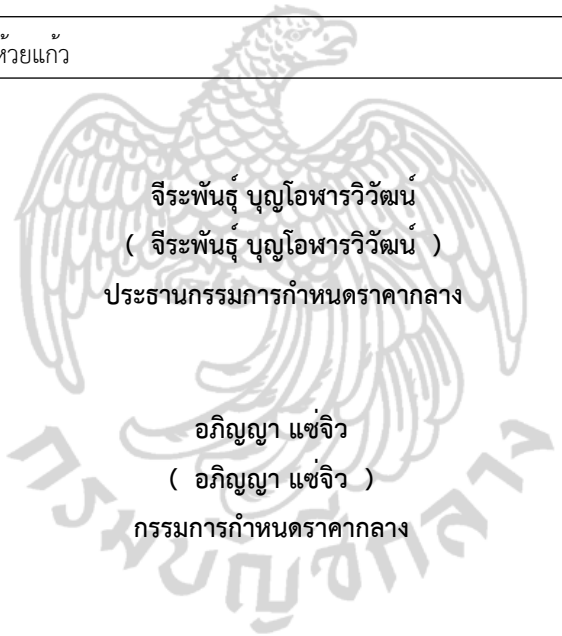 ห้วยแก้ว
จีระพันธุ์ บุญโอหารวิวัฒน์
( จีระพันธุ์ บุญโอหารวิวัฒน์ )
ประธานกรรมการกำหนดราคากลาง
อภิญญา แซ่จิว
( อภิญญา แซ่จิว )
กรรมการกำหนดราคากลาง
กรมบัญชีกลาง